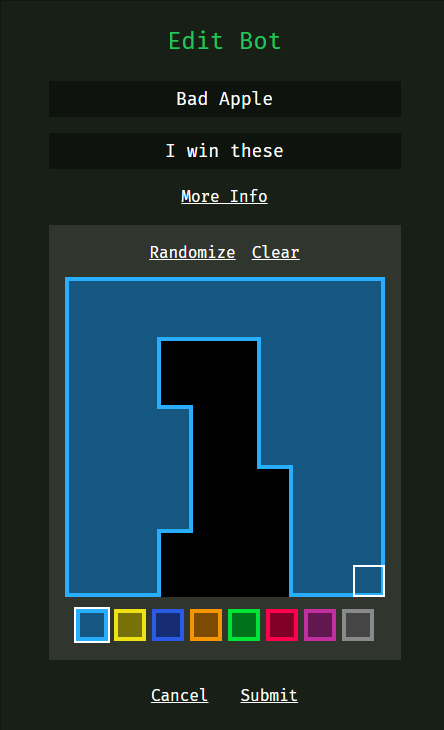 Edit Bot
Bad Apple
I win these
More Info
Randomize Clear
Cancel Submit